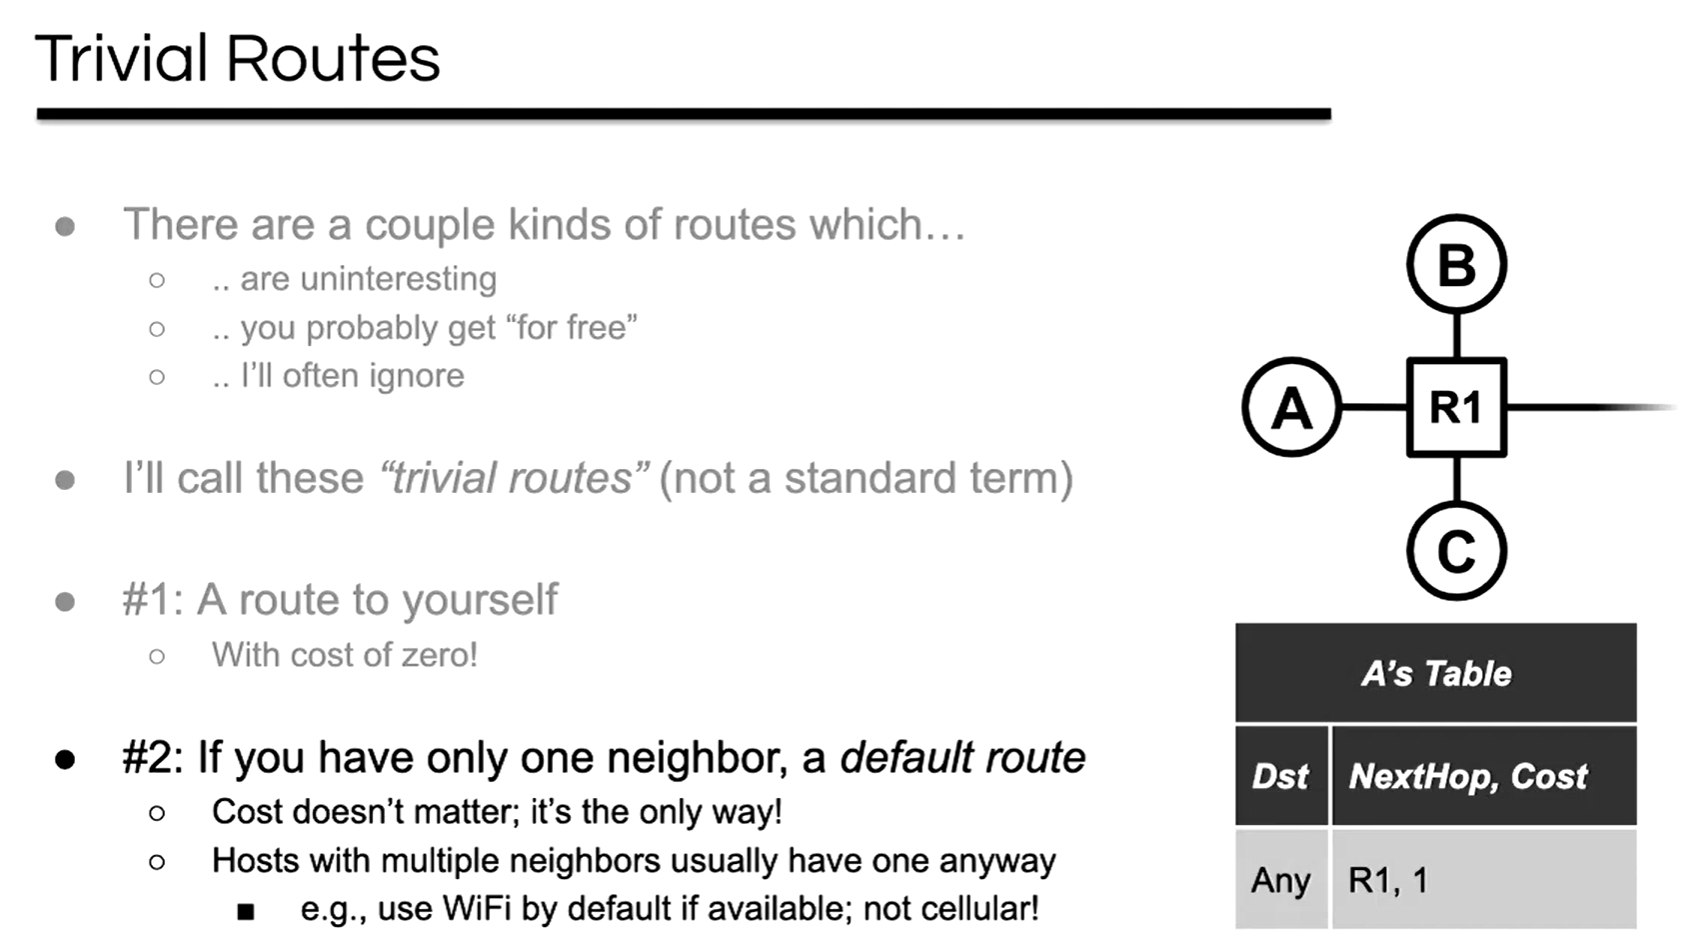 Trivial Routes
● There are a couple kinds of routes which…
○ .. are uninteresting
○ .. you probably get “for free”
○ .. I’ll often ignore
● I’ll call these “trivial routes” (not a standard term)
● #1: A route to yourself
○ With cost of zero!
● #2: If you have only one neighbor, a default route
○ Cost doesn’t matter; it’s the only way!
○ Hosts with multiple neighbors usually have one anyway
■ e.g., use WiFi by default if available; not cellular!
B
A R1
C
A’s Table
Dst NextHop, Cost
Any R1, 1